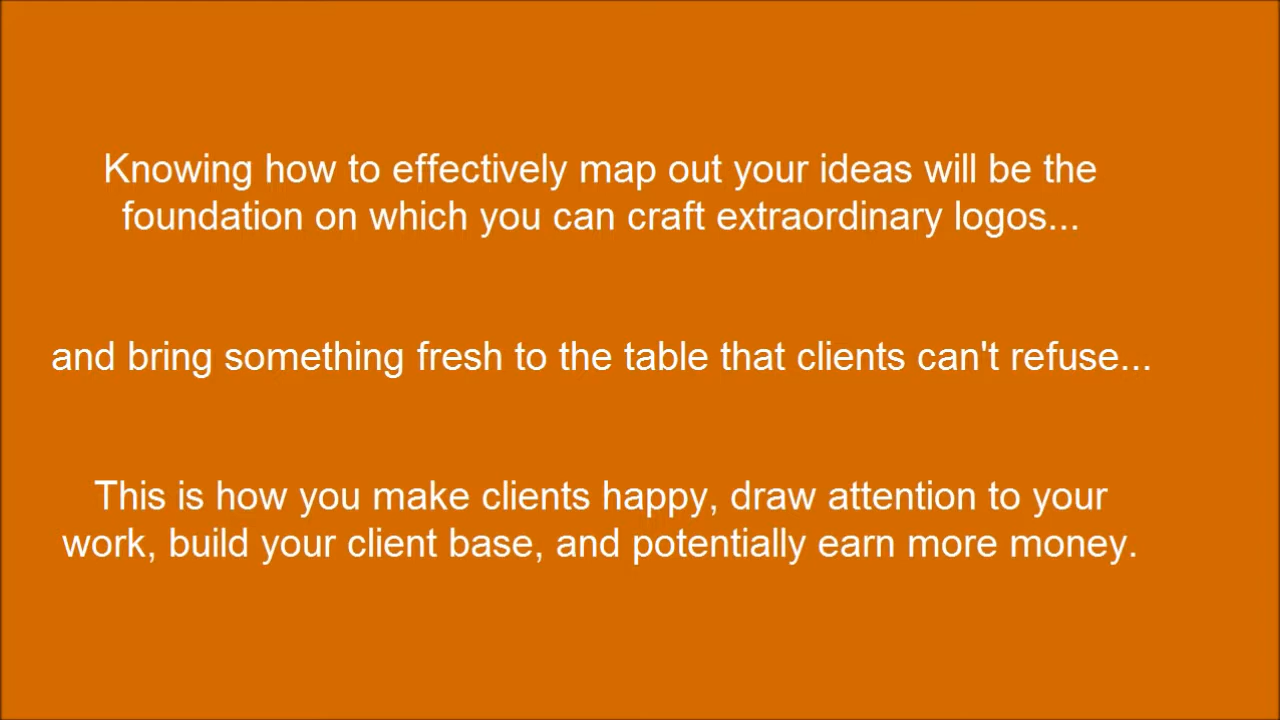 Knowing how to effectively map out your ideas will be the
foundation on which you can craft extraordinary logos...
and bring something fresh to the table that clients can't refuse...
This is how you make clients happy, draw attention to your
work, build your client base, and potentially earn more money.